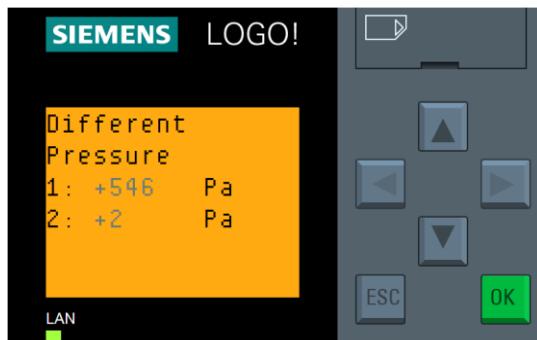 SIEMENS LOGO!
Different
Pressure
1: +546 Pa
2: +2 Pa
ESC OK
LAN